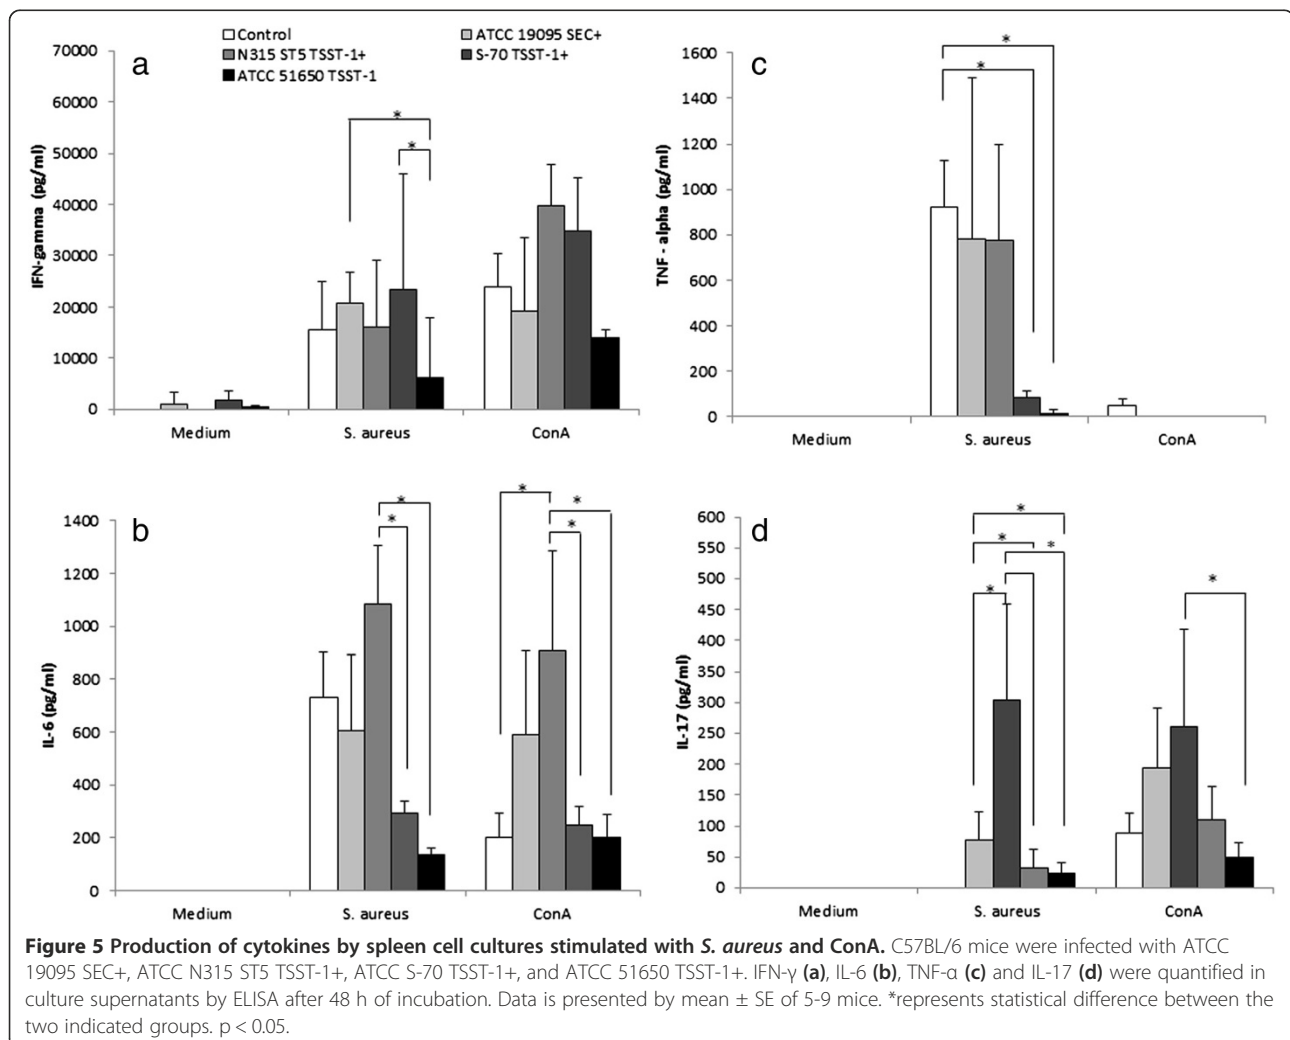 Control
ATCC 19095 SEC+
N315 ST5 TSST-1+
S-70 TSST-1+
ATCC 51650 TSST-1
a
IFN-gamma (pg/ml)
70000
60000
50000
40000
30000
20000
10000
0
* *
Medium S. aureus ConA
c
TNF - alpha (pg/ml)
1600
1400
1200
1000
800
600
400
200
0
* *
Medium S. aureus ConA
b
IL-6 (pg/ml)
1400
1200
1000
800
600
400
200
0
* * * * *
Medium S. aureus ConA
d
IL-17 (pg/ml)
600
550
500
450
400
350
300
250
200
150
100
50
0
* * * * *
Medium S. aureus ConA
Figure 5 Production of cytokines by spleen cell cultures stimulated with S. aureus and ConA. C57BL/6 mice were infected with ATCC
19095 SEC+, ATCC N315 ST5 TSST-1+, ATCC S-70 TSST-1+, and ATCC 51650 TSST-1+. IFN-γ (a), IL-6 (b), TNF-α (c) and IL-17 (d) were quantified in
culture supernatants by ELISA after 48 h of incubation. Data is presented by mean ± SE of 5-9 mice. *represents statistical difference between the
two indicated groups. p < 0.05.